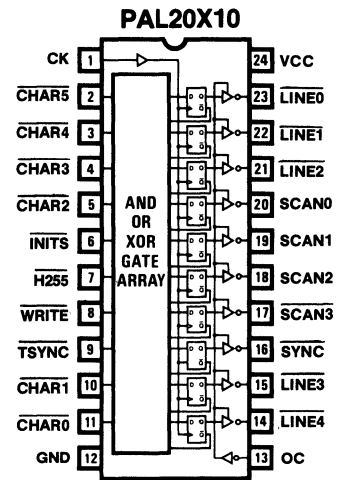 PAL20X10
CK 1 24 VCC
CHAR5 2 23 LINE0
CHAR4 3 22 LINE1
CHAR3 4 21 LINE2
CHAR2 5 20 SCAN0
INITS 6 19 SCAN1
H255 7 18 SCAN2
WRITE 8 17 SCAN3
TSYNC 9 16 SYNC
CHAR1 10 15 LINE3
CHAR0 11 14 LINE4
GND 12 13 OC
AND
OR
XOR
GATE
ARRAY